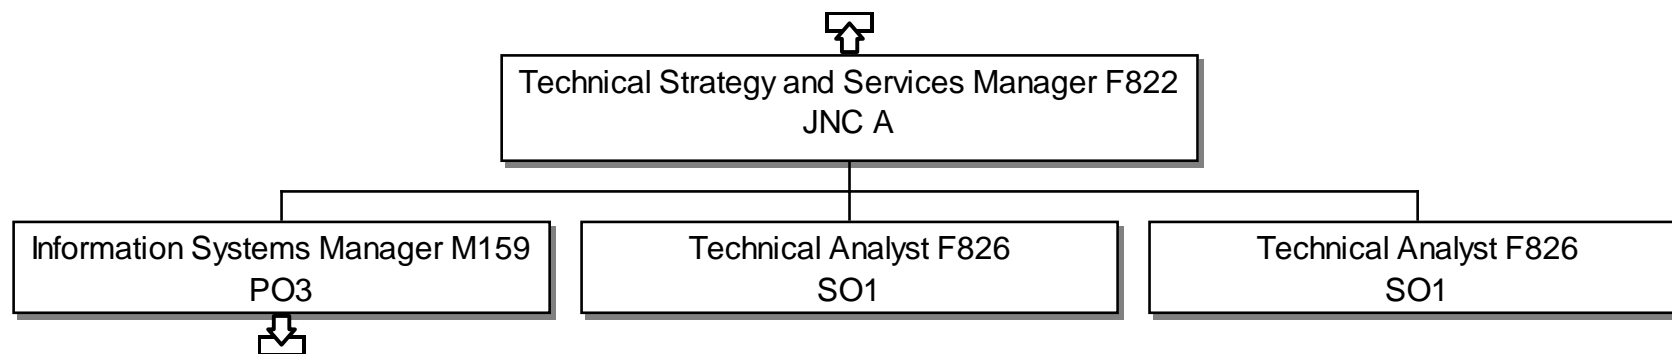 Technical Strategy and Services Manager F822
JNC A
Information Systems Manager M159
PO3
Technical Analyst F826
SO1
Technical Analyst F826
SO1